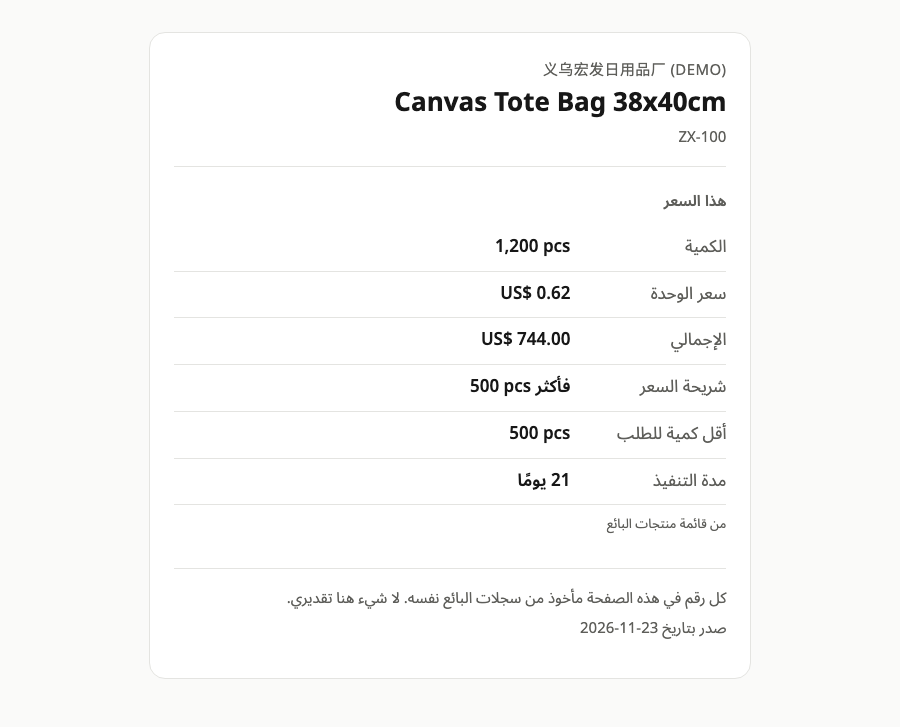 义乌宏发日用品厂 (DEMO)
Canvas Tote Bag 38x40cm
ZX-100
هذا السعر
الكمية 1,200 pcs
سعر الوحدة US$ 0.62
الإجمالي US$ 744.00
شريحة السعر 500 pcs فأكثر
أقل كمية للطلب 500 pcs
مدة التنفيذ 21 يومًا
من قائمة منتجات البائع
كل رقم في هذه الصفحة مأخوذ من سجلات البائع نفسه. لا شيء هنا تقديري.
صدر بتاريخ 2026-11-23